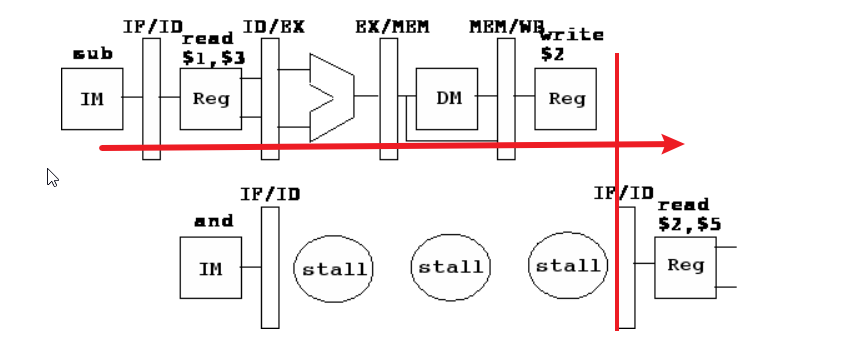 IF/ID ID/EX EX/MEM MEM/WB
sub read write
$1,$3 $2
IM Reg DM Reg
IF/ID IF/ID
and read
$2,$5
IM stall stall stall Reg